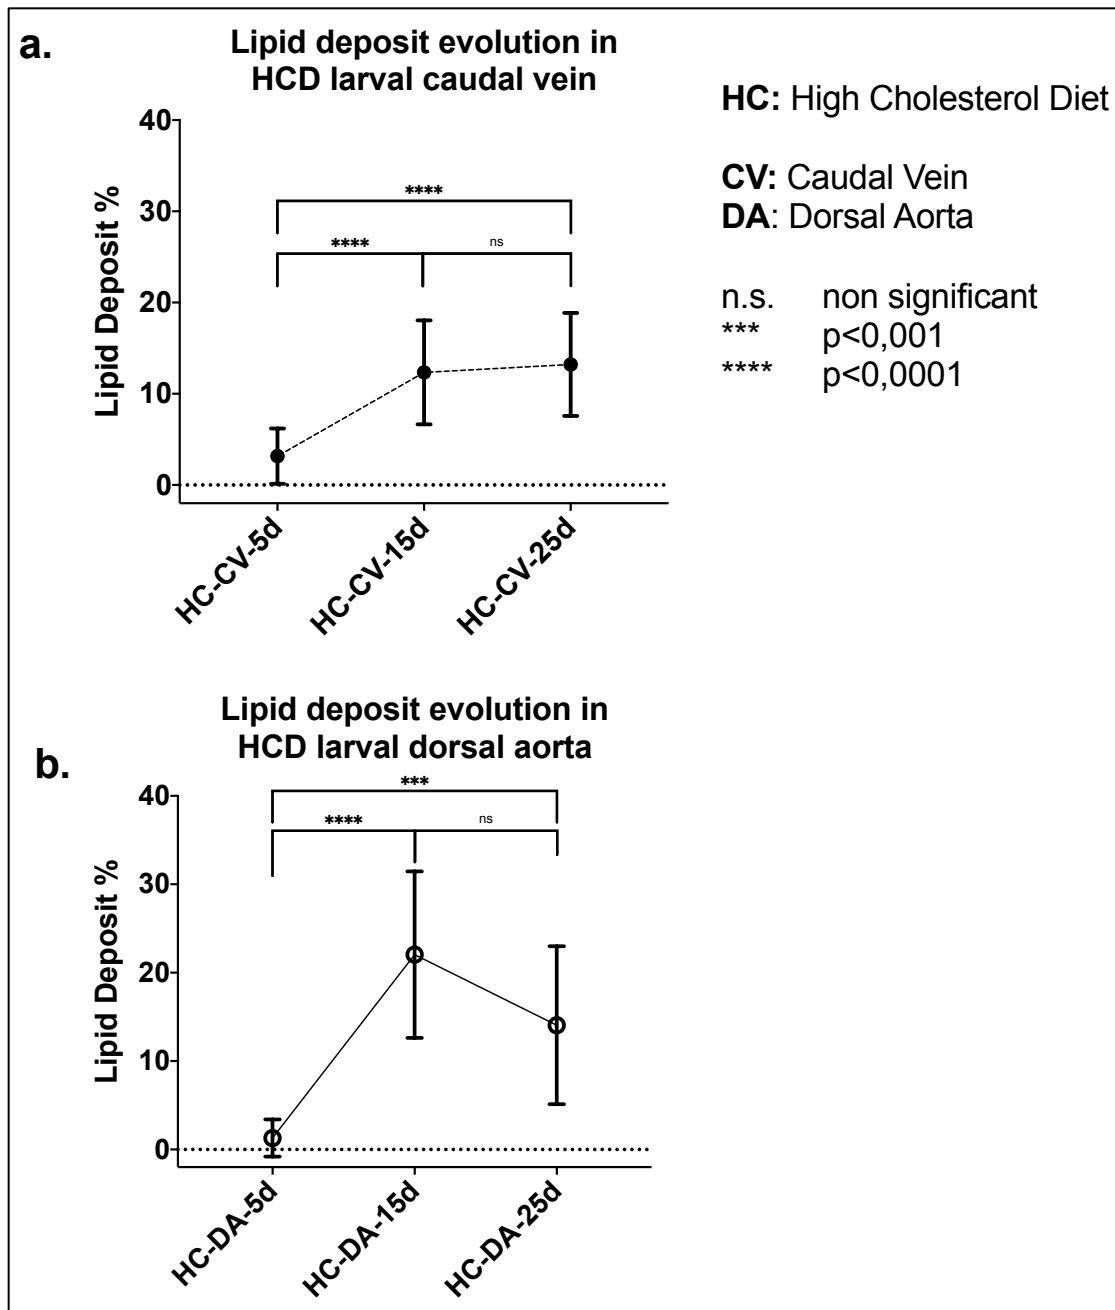 a.
Lipid deposit evolution in
HCD larval caudal vein
Lipid Deposit %
40
30
20
10
0
****
****
ns
HC-CV-5d
HC-CV-15d
HC-CV-25d
HC: High Cholesterol Diet
CV: Caudal Vein
DA: Dorsal Aorta
n.s. non significant
*** p<0,001
**** p<0,0001
b.
Lipid deposit evolution in
HCD larval dorsal aorta
Lipid Deposit %
40
30
20
10
0
***
****
ns
HC-DA-5d
HC-DA-15d
HC-DA-25d